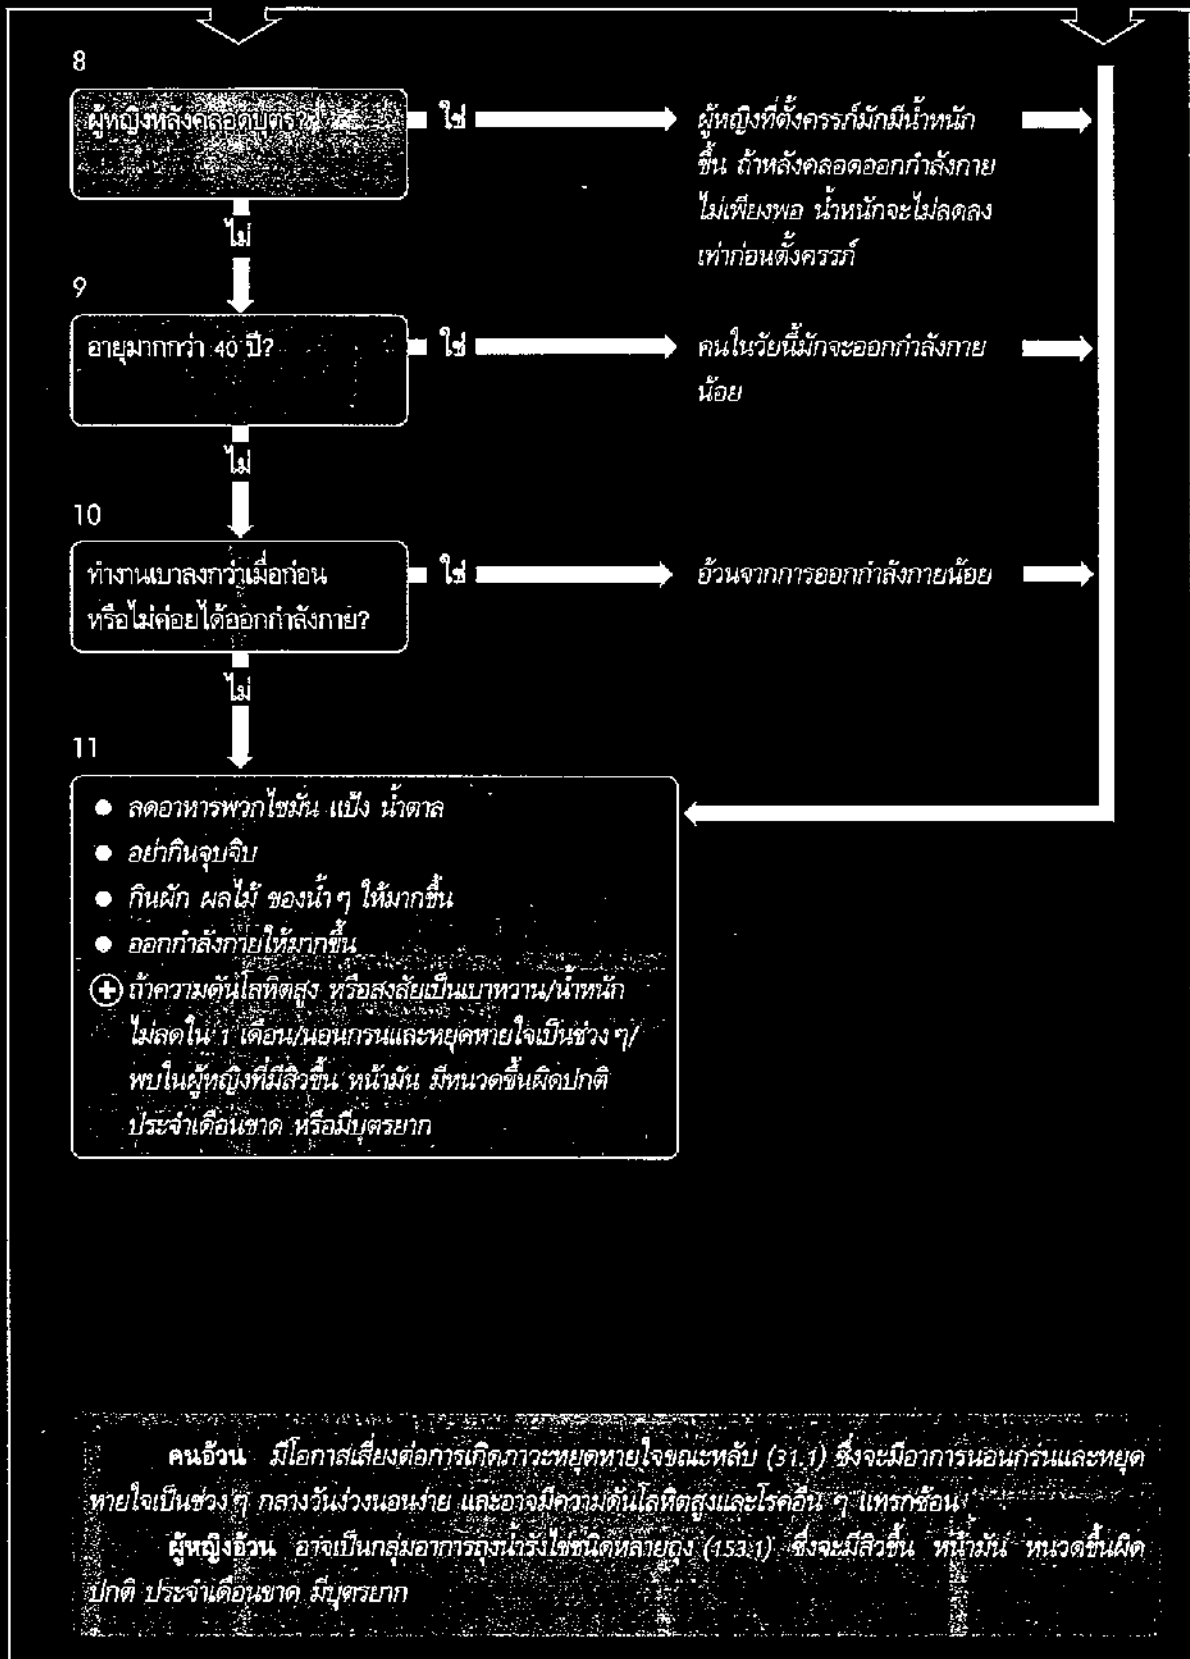 8
ผู้หญิงหลังคลอดบุตร?
ใช่
ผู้หญิงที่ตั้งครรภ์มักมีน้ำหนัก
ขึ้น ถ้าหลังคลอดออกกำลังกาย
ไม่เพียงพอ น้ำหนักจะไม่ลดลง
เท่าก่อนตั้งครรภ์
ไม่
9
อายุมากกว่า 40 ปี?
ใช่
คนในวัยนี้มักจะออกกำลังกาย
น้อย
ไม่
10
ทำงานเบาลงกว่าเมื่อก่อน
หรือไม่ค่อยได้ออกกำลังกาย?
ใช่
อ้วนจากการออกกำลังกายน้อย
ไม่
11
● ลดอาหารพวกไขมัน แป้ง น้ำตาล
● อย่ากินจุบจิบ
● กินผัก ผลไม้ ของน้ำๆ ให้มากขึ้น
● ออกกำลังกายให้มากขึ้น
ถ้าความดันโลหิตสูง หรือสงสัยเป็นเบาหวาน/น้ำหนัก
ไม่ลดใน 1 เดือน/นอนกรนและหยุดหายใจเป็นช่วงๆ/
พบในผู้หญิงที่มีสิวขึ้น หน้ามัน มีหนวดขึ้นผิดปกติ
ประจำเดือนขาด หรือมีบุตรยาก
คนอ้วน มีโอกาสเสี่ยงต่อการเกิดภาวะหยุดหายใจขณะหลับ (31.1) ซึ่งจะมีอาการนอนกรนและหยุด
หายใจเป็นช่วงๆ กลางวันง่วงนอนง่าย และอาจมีความดันโลหิตสูงและโรคอื่น ๆ แทรกซ้อน
ผู้หญิงอ้วน อาจเป็นกลุ่มอาการถุงน้ำรังไข่ชนิดหลายถุง (153.1) ซึ่งจะมีสิวขึ้น หน้ามัน หนวดขึ้นผิด
ปกติ ประจำเดือนขาด มีบุตรยาก